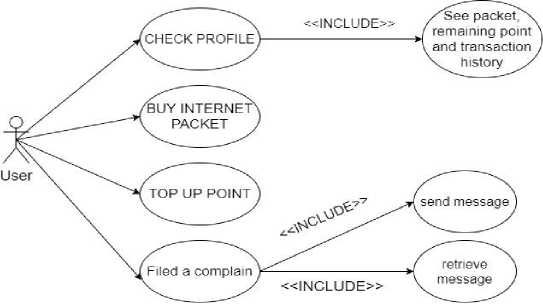 CHECK PROFILE
<<INCLUDE>>
See packet,
remaining point
and transaction
history
BUY INTERNET
PACKET
User
TOP UP POINT
<<INCLUDE>>
send message
Filed a complain
<<INCLUDE>>
retrieve
message